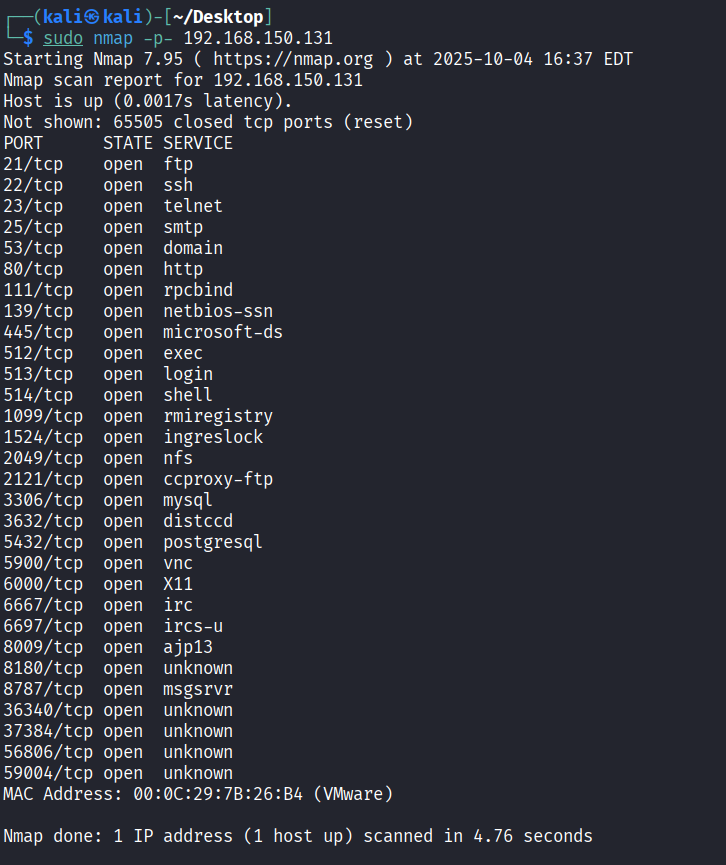 ┌──(kali㉿kali)-[~/Desktop]
└─$ sudo nmap -p- 192.168.150.131
Starting Nmap 7.95 ( https://nmap.org ) at 2025-10-04 16:37 EDT
Nmap scan report for 192.168.150.131
Host is up (0.0017s latency).
Not shown: 65505 closed tcp ports (reset)
PORT      STATE SERVICE
21/tcp    open  ftp
22/tcp    open  ssh
23/tcp    open  telnet
25/tcp    open  smtp
53/tcp    open  domain
80/tcp    open  http
111/tcp   open  rpcbind
139/tcp   open  netbios-ssn
445/tcp   open  microsoft-ds
512/tcp   open  exec
513/tcp   open  login
514/tcp   open  shell
1099/tcp  open  rmiregistry
1524/tcp  open  ingreslock
2049/tcp  open  nfs
2121/tcp  open  ccproxy-ftp
3306/tcp  open  mysql
3632/tcp  open  distccd
5432/tcp  open  postgresql
5900/tcp  open  vnc
6000/tcp  open  X11
6667/tcp  open  irc
6697/tcp  open  ircs-u
8009/tcp  open  ajp13
8180/tcp  open  unknown
8787/tcp  open  msgsrvr
36340/tcp open  unknown
37384/tcp open  unknown
56806/tcp open  unknown
59004/tcp open  unknown
MAC Address: 00:0C:29:7B:26:B4 (VMware)
Nmap done: 1 IP address (1 host up) scanned in 4.76 seconds